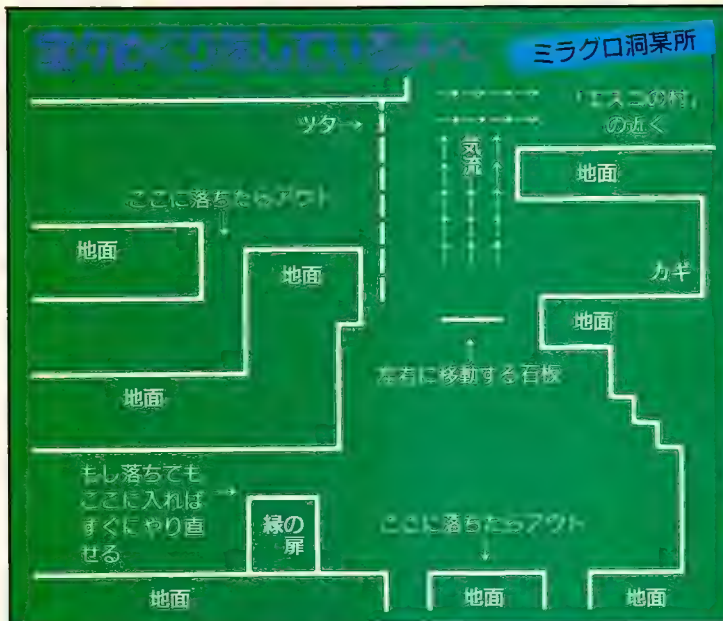 ミラグロ洞某所
ツタ→
気流
「エスコの村」
の近く
地面
ここに落ちたらアウト
地面
地面
カギ
地面
左右に移動する石板
地面
もし落ちても
ここに入れば
すぐにやり直
せる
緑の
扉
ここに落ちたらアウト
地面
地面
地面